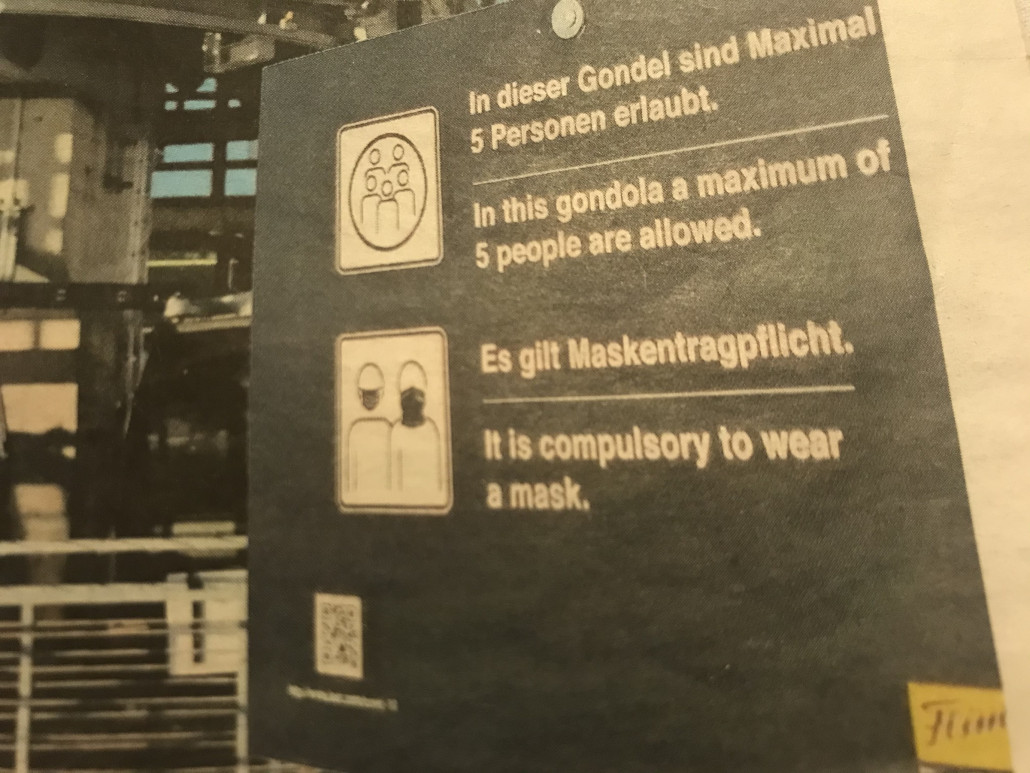 In dieser Gondel sind Maximal
5 Personen erlaubt.
In this gondola a maximum of
5 people are allowed.
Es gilt Maskentragpflicht.
It is compulsory to wear
a mask.